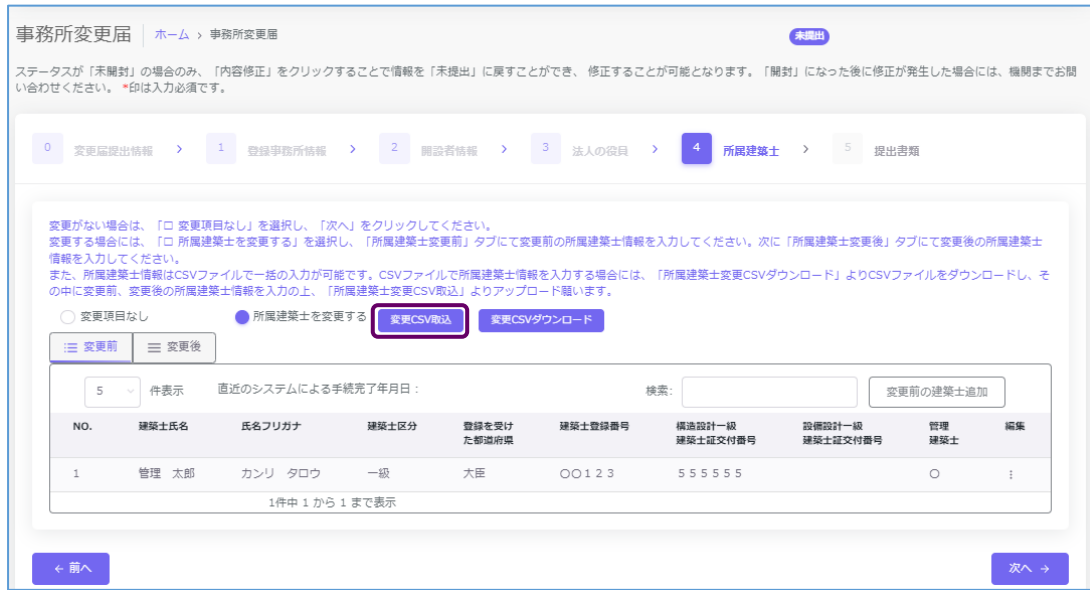 事務所変更届 ホーム › 事務所変更届 未提出
ステータスが「未開封」の場合のみ、「内容修正」をクリックすることで情報を「未提出」に戻すことができ、 修正することが可能となります。「開封」になった後に修正が発生した場合には、機関までお問
い合わせください。 *印は入力必須です。
0 変更届提出情報 › 1 登録事務所情報 › 2 開設者情報 › 3 法人の役員 › 4 所属建築士 › 5 提出書類
変更がない場合は、「□ 変更項目なし」を選択し、「次へ」をクリックしてください。
変更する場合には、「□ 所属建築士を変更する」を選択し、「所属建築士変更前」タブにて変更前の所属建築士情報を入力してください。次に「所属建築士変更後」タブにて変更後の所属建築士
情報を入力してください。
また、所属建築士情報はCSVファイルで一括の入力が可能です。CSVファイルで所属建築士情報を入力する場合には、「所属建築士変更CSVダウンロード」よりCSVファイルをダウンロードし、そ
の中に変更前、変更後の所属建築士情報を入力の上、「所属建築士変更CSV取込」よりアップロード願います。
変更項目なし 所属建築士を変更する 変更CSV取込 変更CSVダウンロード
変更前 変更後
5 件表示 直近のシステムによる手続完了年月日： 検索: 変更前の建築士追加
NO. 建築士氏名 氏名フリガナ 建築士区分 登録を受け 建築士登録番号 構造設計一級 設備設計一級 管理 編集
た都道府県 建築士証交付番号 建築士証交付番号 建築士
1 管理 太郎 カンリ タロウ 一級 大臣 〇〇１２３ ５５５５５５ 〇 ⋮
1件中 1 から 1 まで表示
← 前へ 次へ →